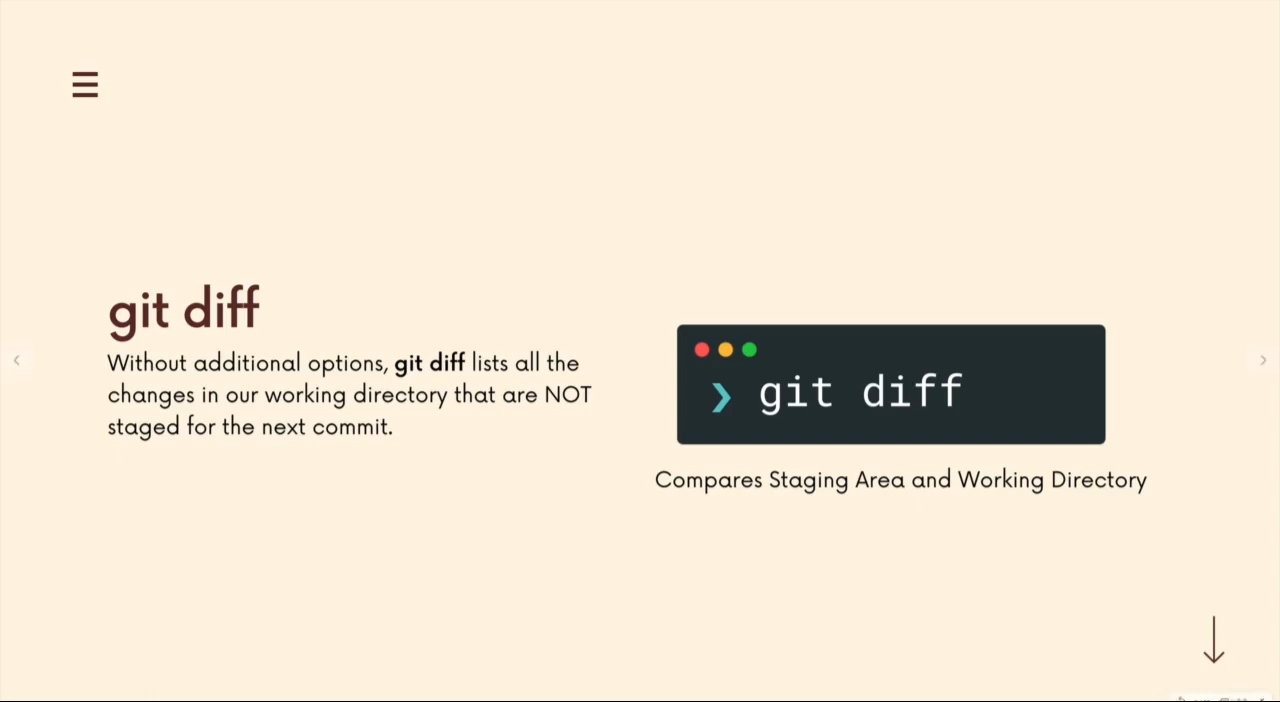 git diff
Without additional options, git diff lists all the
changes in our working directory that are NOT
staged for the next commit.
❯ git diff
Compares Staging Area and Working Directory